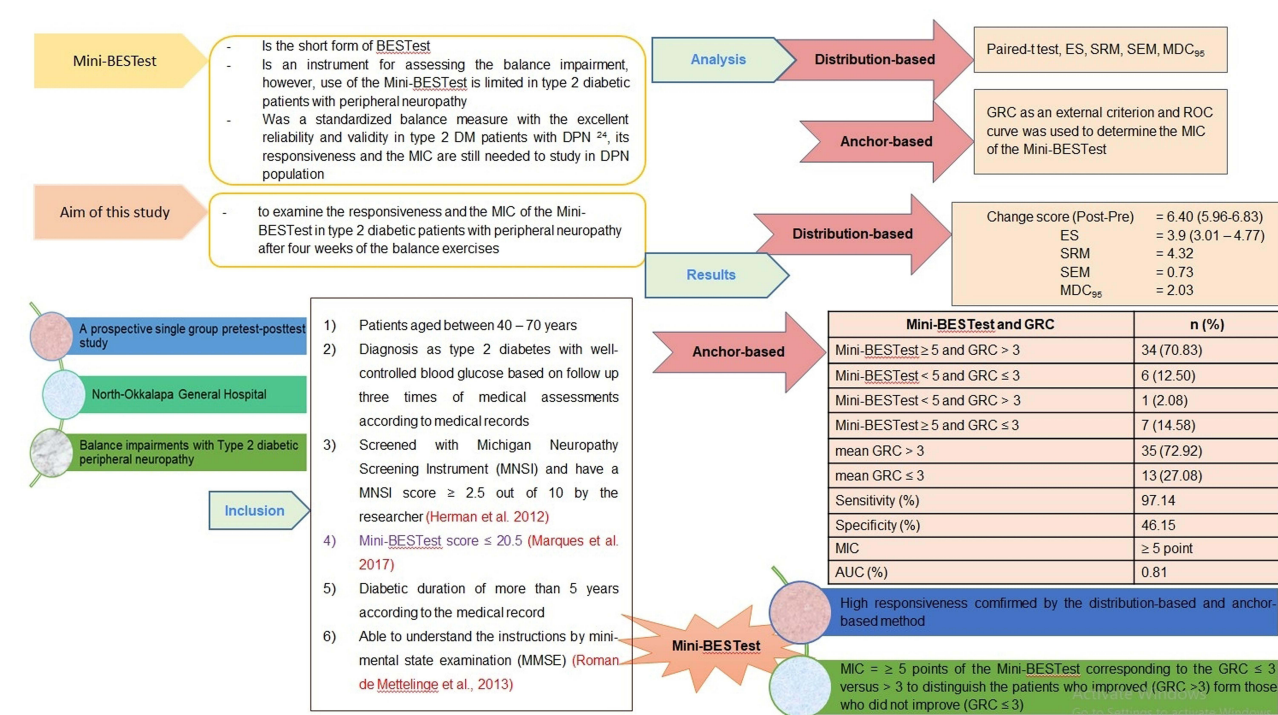 Mini-BESTest
- Is the short form of BESTest
- Is an instrument for assessing the balance impairment,
however, use of the Mini-BESTest is limited in type 2 diabetic
patients with peripheral neuropathy
- Was a standardized balance measure with the excellent
reliability and validity in type 2 DM patients with DPN ²⁴, its
responsiveness and the MIC are still needed to study in DPN
population
Aim of this study
- to examine the responsiveness and the MIC of the Mini-
BESTest in type 2 diabetic patients with peripheral neuropathy
after four weeks of the balance exercises
A prospective single group pretest-posttest
study
North-Okkalapa General Hospital
Balance impairments with Type 2 diabetic
peripheral neuropathy
Inclusion
1) Patients aged between 40 – 70 years
2) Diagnosis as type 2 diabetes with well-
controlled blood glucose based on follow up
three times of medical assessments
according to medical records
3) Screened with Michigan Neuropathy
Screening Instrument (MNSI) and have a
MNSI score ≥ 2.5 out of 10 by the
researcher (Herman et al. 2012)
4) Mini-BESTest score ≤ 20.5 (Marques et al.
2017)
5) Diabetic duration of more than 5 years
according to the medical record
6) Able to understand the instructions by mini-
mental state examination (MMSE) (Roman
de Mettelinge et al., 2013)
Analysis
Distribution-based
Paired-t test, ES, SRM, SEM, MDC₉₅
Anchor-based
GRC as an external criterion and ROC
curve was used to determine the MIC
of the Mini-BESTest
Results
Distribution-based
Change score (Post-Pre) = 6.40 (5.96-6.83)
ES = 3.9 (3.01 – 4.77)
SRM = 4.32
SEM = 0.73
MDC₉₅ = 2.03
Anchor-based
Mini-BESTest and GRC n (%)
Mini-BESTest ≥ 5 and GRC > 3 34 (70.83)
Mini-BESTest < 5 and GRC ≤ 3 6 (12.50)
Mini-BESTest < 5 and GRC > 3 1 (2.08)
Mini-BESTest ≥ 5 and GRC ≤ 3 7 (14.58)
mean GRC > 3 35 (72.92)
mean GRC ≤ 3 13 (27.08)
Sensitivity (%) 97.14
Specificity (%) 46.15
MIC ≥ 5 point
AUC (%) 0.81
Mini-BESTest
High responsiveness comfirmed by the distribution-based and anchor-
based method
MIC = ≥ 5 points of the Mini-BESTest corresponding to the GRC ≤ 3
versus > 3 to distinguish the patients who improved (GRC >3) form those
who did not improve (GRC ≤ 3)
Activate Windows
Go to Settings to activate Windows.